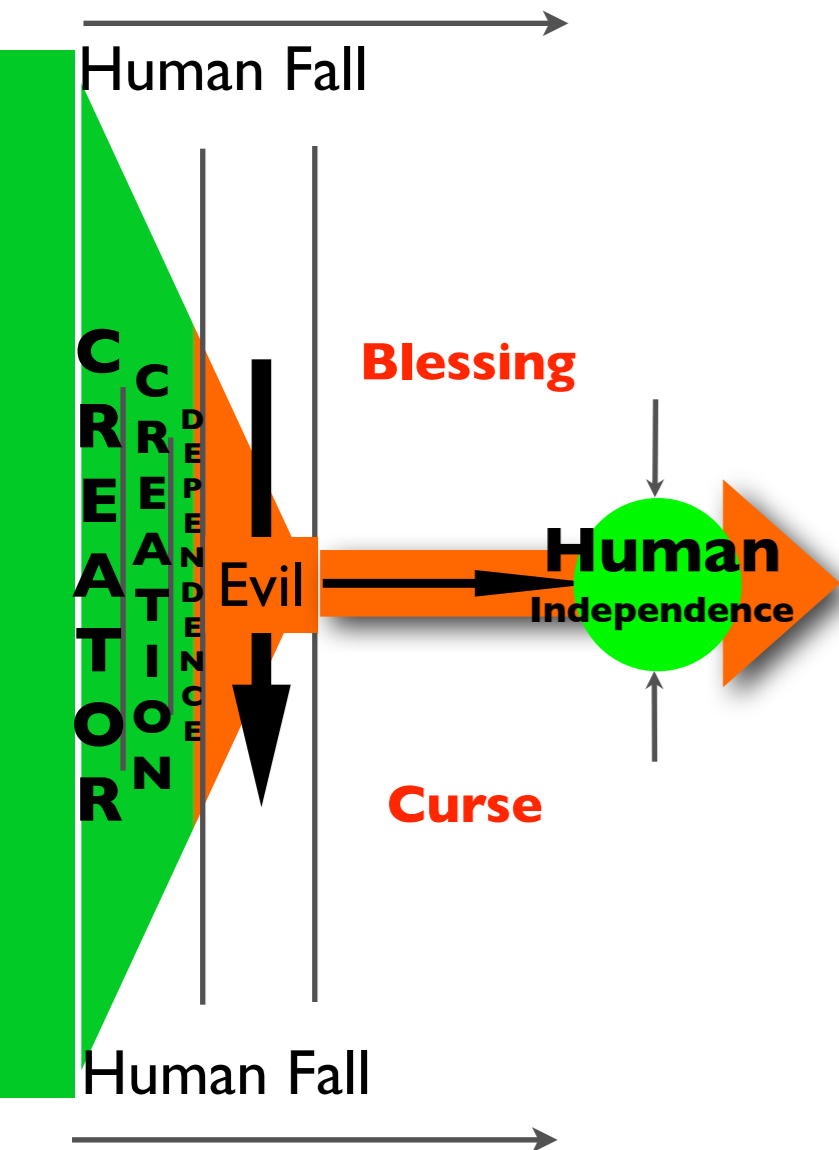 Human Fall
Blessing
CREATOR
CREATION
DEPENDENCE
Evil
Human
Independence
Curse
Human Fall